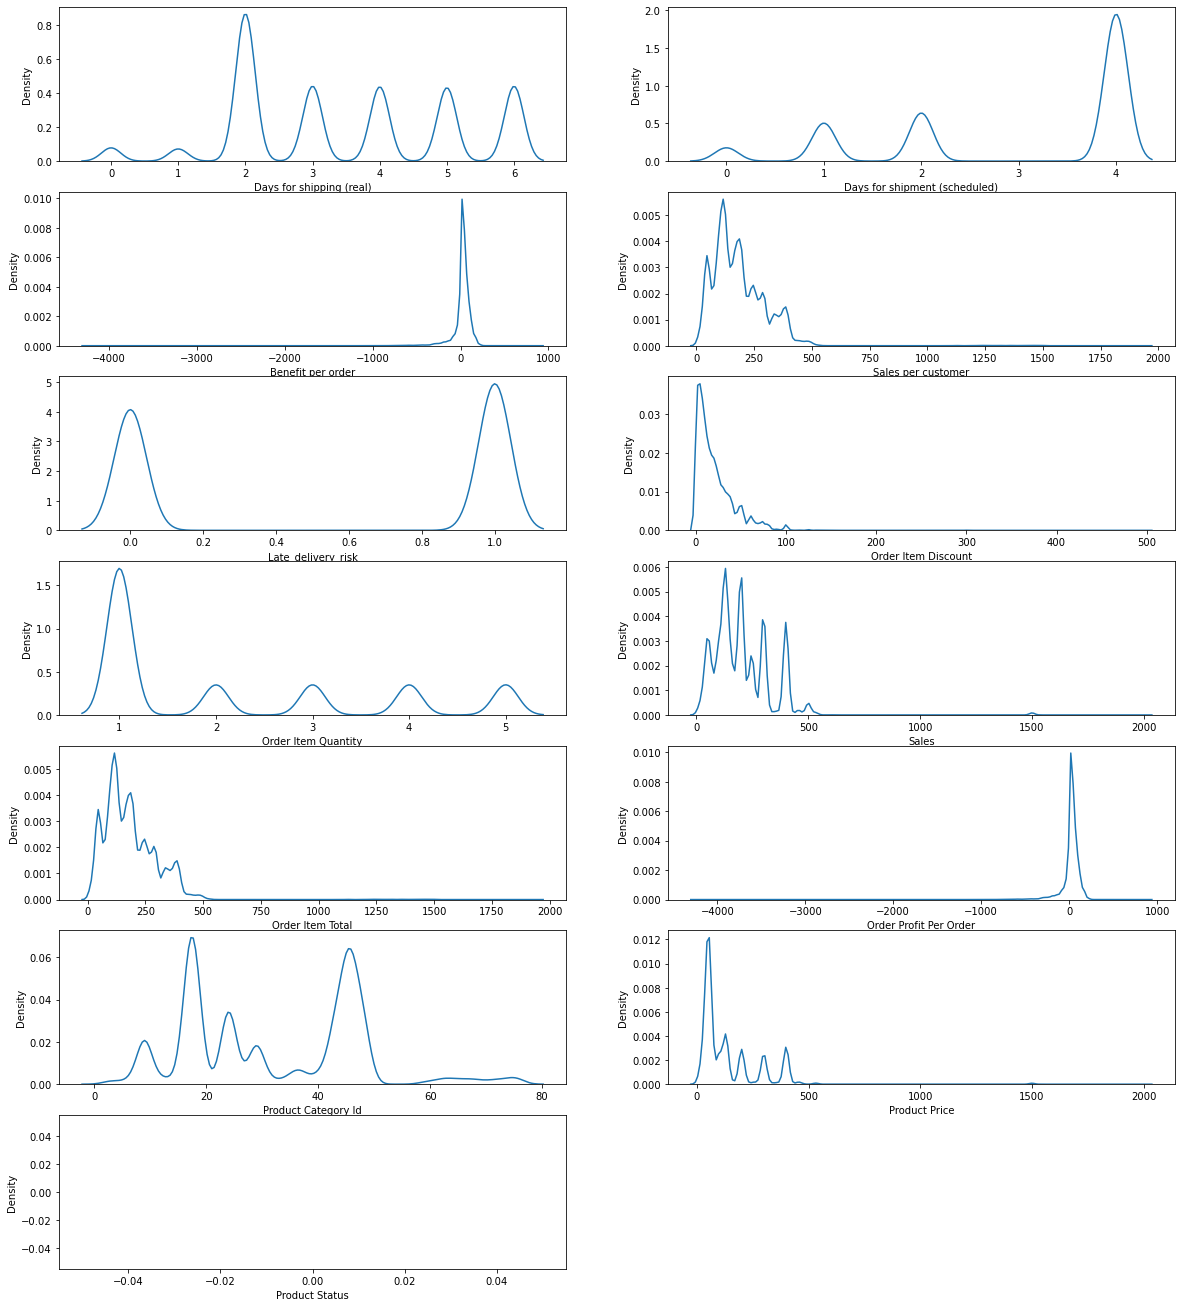 0.8
0.6
0.4
0.2
0.0
Density
0 1 2 3 4 5 6
Days for shipping (real)
2.0
1.5
1.0
0.5
0.0
Density
0 1 2 3 4
Days for shipment (scheduled)
0.010
0.008
0.006
0.004
0.002
0.000
Density
−4000 −3000 −2000 −1000 0 1000
Benefit per order
0.005
0.004
0.003
0.002
0.001
0.000
Density
0 250 500 750 1000 1250 1500 1750 2000
Sales per customer
5
4
3
2
1
0
Density
0.0 0.2 0.4 0.6 0.8 1.0
Late_delivery_risk
0.03
0.02
0.01
0.00
Density
0 100 200 300 400 500
Order Item Discount
1.5
1.0
0.5
0.0
Density
1 2 3 4 5
Order Item Quantity
0.006
0.005
0.004
0.003
0.002
0.001
0.000
Density
0 500 1000 1500 2000
Sales
0.005
0.004
0.003
0.002
0.001
0.000
Density
0 250 500 750 1000 1250 1500 1750 2000
Order Item Total
0.010
0.008
0.006
0.004
0.002
0.000
Density
−4000 −3000 −2000 −1000 0 1000
Order Profit Per Order
0.06
0.04
0.02
0.00
Density
0 20 40 60 80
Product Category Id
0.012
0.010
0.008
0.006
0.004
0.002
0.000
Density
0 500 1000 1500 2000
Product Price
0.04
0.02
0.00
−0.02
−0.04
Density
−0.04 −0.02 0.00 0.02 0.04
Product Status